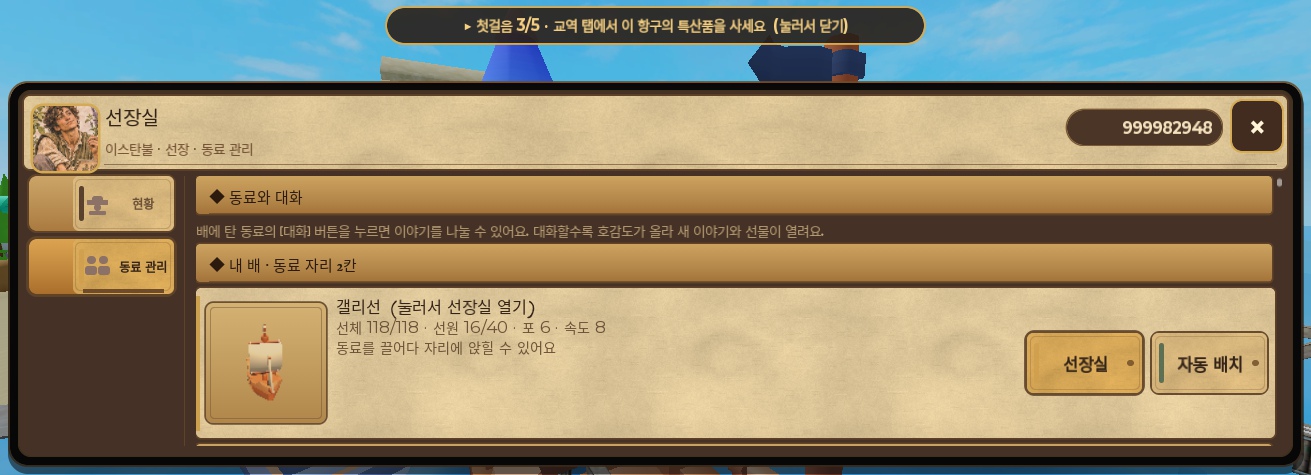 ▸ 첫걸음 3/5 · 교역 탭에서 이 항구의 특산품을 사세요 (눌러서 닫기)
선장실
이스탄불 · 선장 · 동료 관리
999982948
×
현황
동료 관리
◆ 동료와 대화
배에 탄 동료의 [대화] 버튼을 누르면 이야기를 나눌 수 있어요. 대화할수록 호감도가 올라 새 이야기와 선물이 열려요.
◆ 내 배 · 동료 자리 2칸
갤리선 (눌러서 선장실 열기)
선체 118/118 · 선원 16/40 · 포 6 · 속도 8
동료를 끌어다 자리에 앉힐 수 있어요
선장실
자동 배치